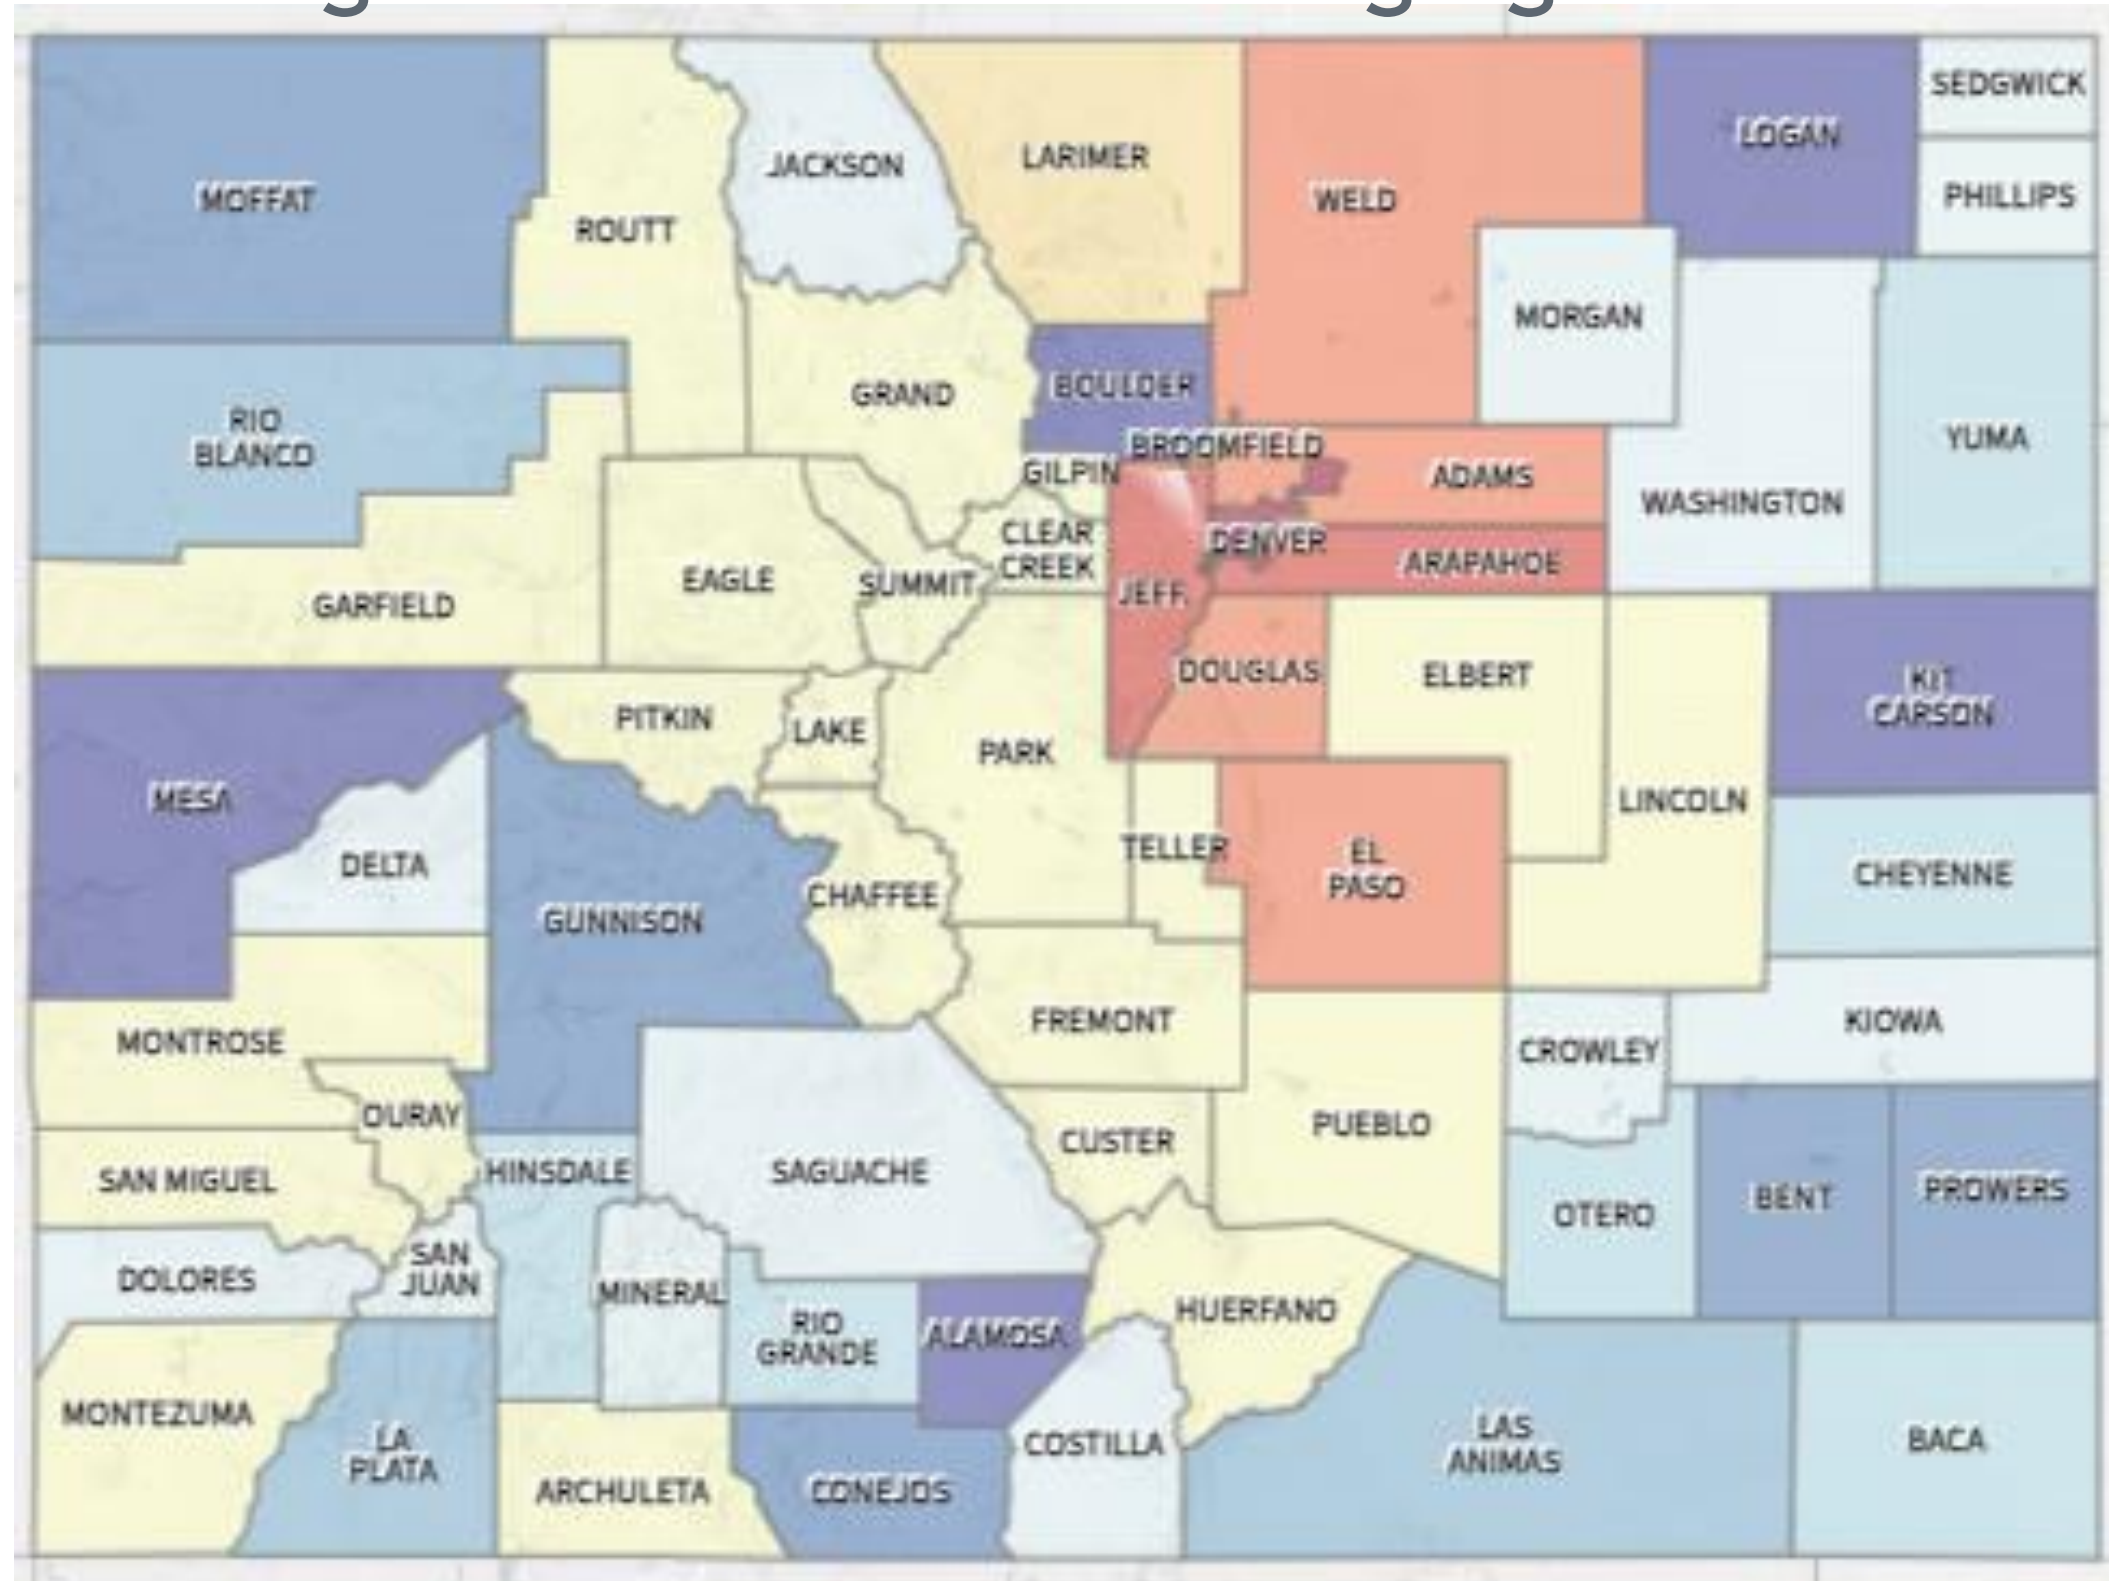 SEDGWICK
LOGAN
LARIMER
JACKSON
PHILLIPS
MOFFAT
WELD
ROUTT
MORGAN
BOULDER
GRAND
RIO
BLANCO
YUMA
BROOMFIELD
GILPIN
ADAMS
WASHINGTON
CLEAR
CREEK
DENVER
ARAPAHOE
EAGLE
SUMMIT
JEFF.
GARFIELD
DOUGLAS
ELBERT
KIT
CARSON
PITKIN
LAKE
PARK
MESA
LINCOLN
TELLER
EL
PASO
DELTA
CHEYENNE
CHAFFEE
GUNNISON
FREMONT
KIOWA
MONTROSE
CROWLEY
OURAY
PUEBLO
CUSTER
SAN MIGUEL
HINSDALE
SAGUACHE
PROWERS
BENT
OTERO
SAN
JUAN
DOLORES
MINERAL
HUERFANO
RIO
GRANDE
ALAMOSA
MONTEZUMA
LA
PLATA
COSTILLA
LAS
ANIMAS
BACA
ARCHULETA
CONEJOS